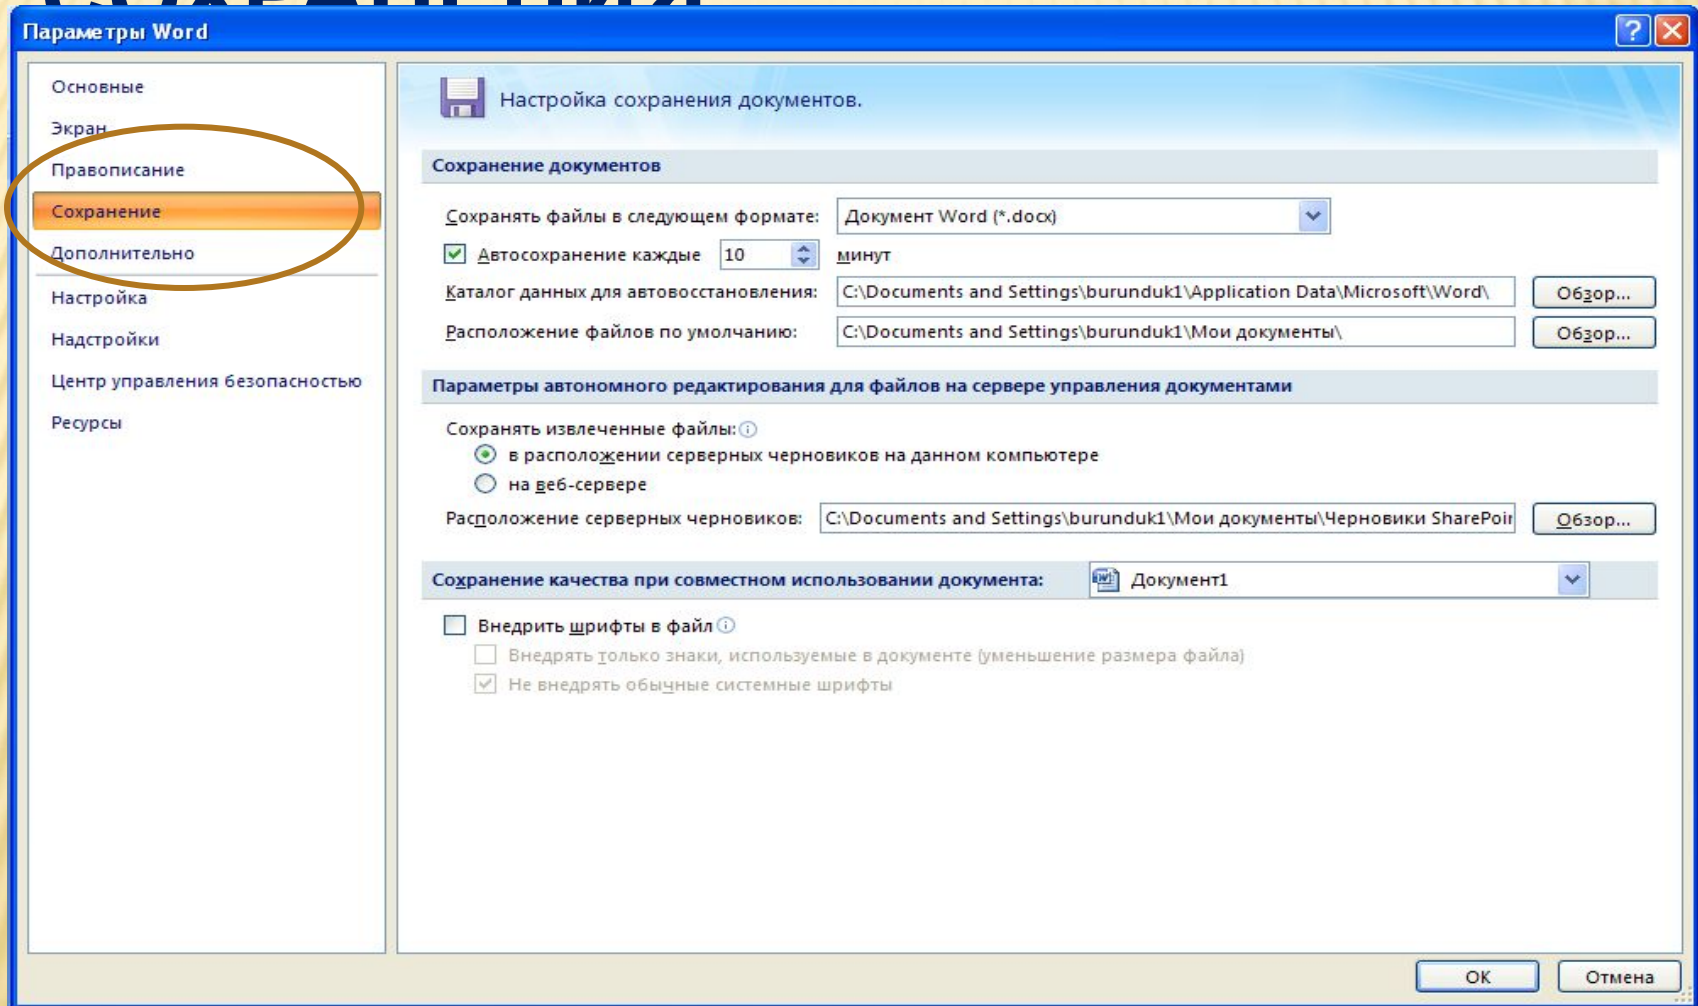 Параметры Word
Основные
Экран
Правописание
Сохранение
Дополнительно
Настройка
Надстройки
Центр управления безопасностью
Ресурсы
Настройка сохранения документов.
Сохранение документов
Сохранять файлы в следующем формате: Документ Word (*.docx)
Автосохранение каждые 10 минут
Каталог данных для автовосстановления: C:\Documents and Settings\burunduk1\Application Data\Microsoft\Word\ Обзор...
Расположение файлов по умолчанию: C:\Documents and Settings\burunduk1\Мои документы\ Обзор...
Параметры автономного редактирования для файлов на сервере управления документами
Сохранять извлеченные файлы:
в расположении серверных черновиков на данном компьютере
на веб-сервере
Расположение серверных черновиков: C:\Documents and Settings\burunduk1\Мои документы\Черновики SharePoir Обзор...
Сохранение качества при совместном использовании документа: Документ1
Внедрить шрифты в файл
Внедрять только знаки, используемые в документе (уменьшение размера файла)
Не внедрять обычные системные шрифты
ОК Отмена